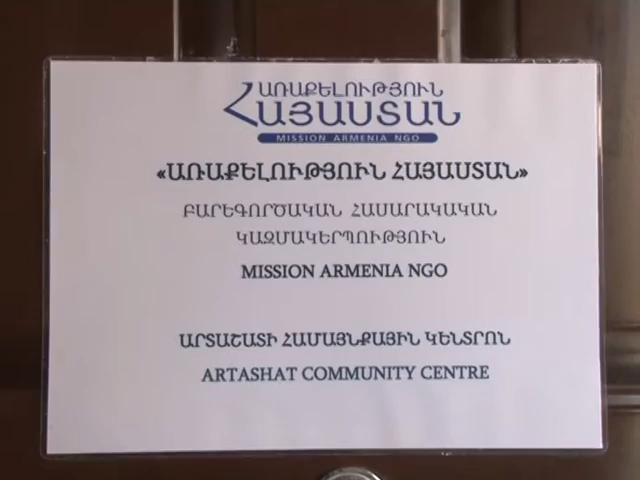 ԱՌԱՔԵԼՈՒԹՅՈՒՆ
ՀԱՅԱՍՏԱՆ
MISSION ARMENIA NGO
«ԱՌԱՔԵԼՈՒԹՅՈՒՆ ՀԱՅԱՍՏԱՆ»
ԲԱՐԵԳՈՐԾԱԿԱՆ ՀԱՍԱՐԱԿԱԿԱՆ
ԿԱԶՄԱԿԵՐՊՈՒԹՅՈՒՆ
MISSION ARMENIA NGO
ԱՐՏԱՇԱՏԻ ՀԱՄԱՅՆՔԱՅԻՆ ԿԵՆՏՐՈՆ
ARTASHAT COMMUNITY CENTRE